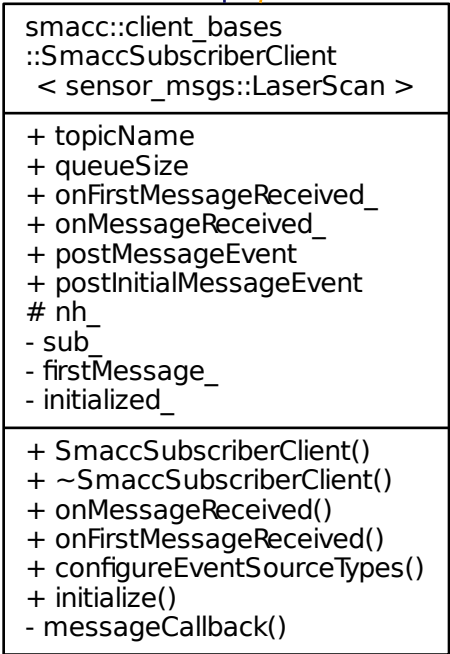 smacc::client_bases
::SmaccSubscriberClient
< sensor_msgs::LaserScan >
+ topicName
+ queueSize
+ onFirstMessageReceived_
+ onMessageReceived_
+ postMessageEvent
+ postInitialMessageEvent
# nh_
- sub_
- firstMessage_
- initialized_
+ SmaccSubscriberClient()
+ ~SmaccSubscriberClient()
+ onMessageReceived()
+ onFirstMessageReceived()
+ configureEventSourceTypes()
+ initialize()
- messageCallback()